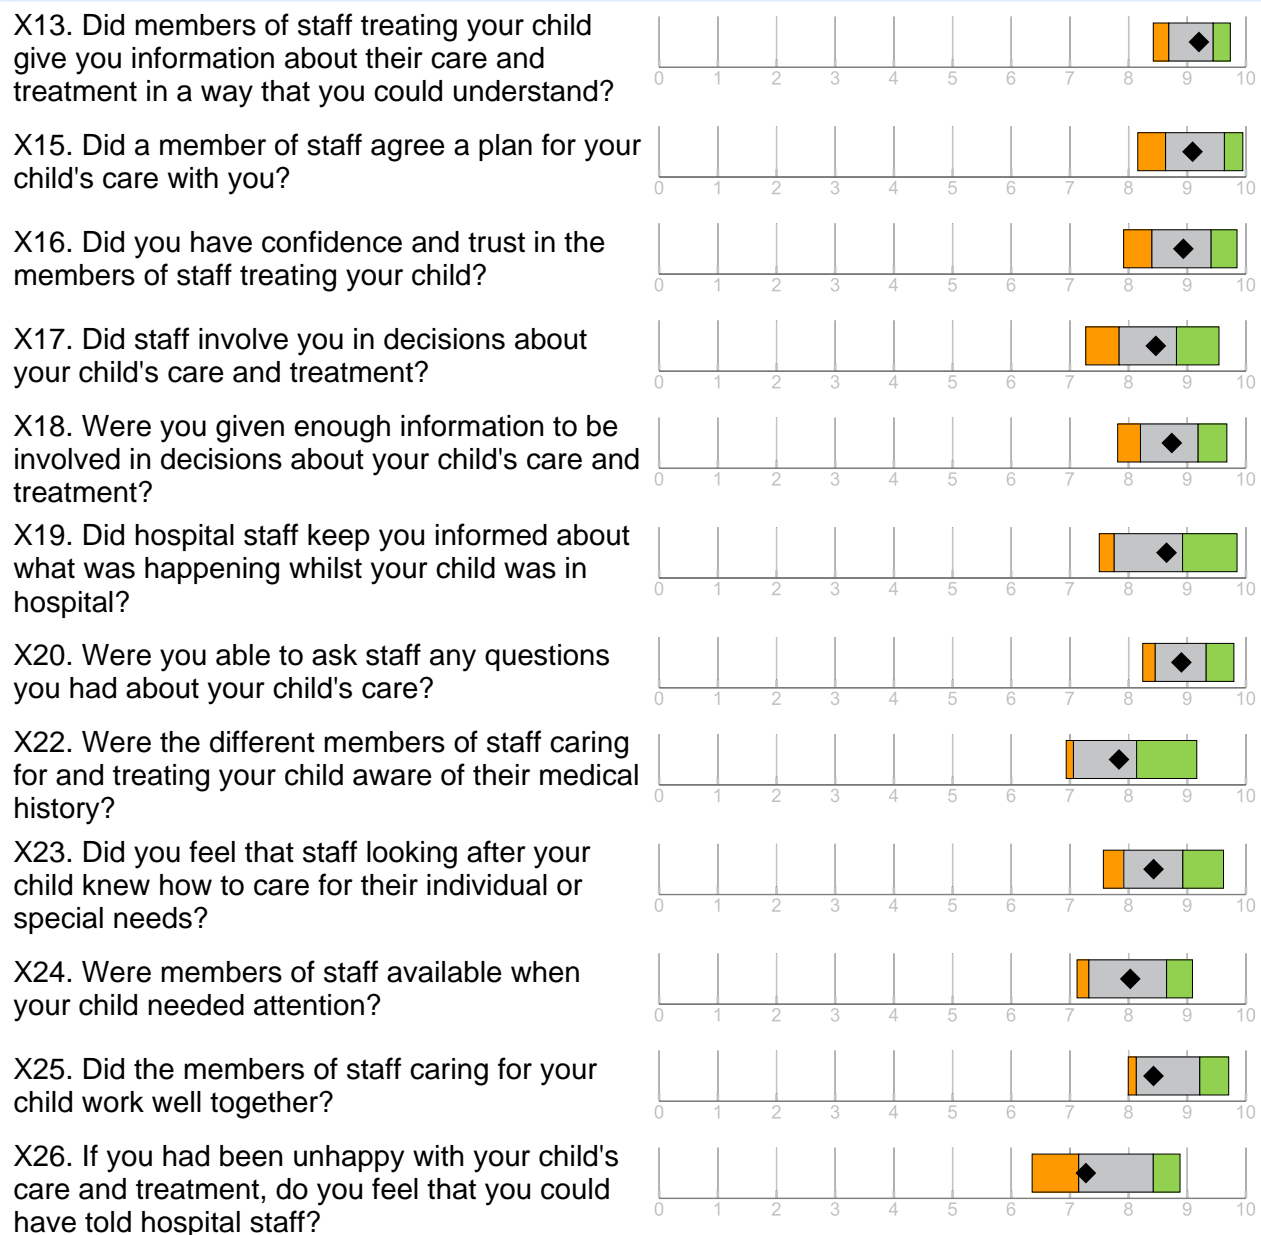 X13. Did members of staff treating your child
give you information about their care and
treatment in a way that you could understand?
0 1 2 3 4 5 6 7 8 9 10
X15. Did a member of staff agree a plan for your
child's care with you?
0 1 2 3 4 5 6 7 8 9 10
X16. Did you have confidence and trust in the
members of staff treating your child?
0 1 2 3 4 5 6 7 8 9 10
X17. Did staff involve you in decisions about
your child's care and treatment?
0 1 2 3 4 5 6 7 8 9 10
X18. Were you given enough information to be
involved in decisions about your child's care and
treatment?
0 1 2 3 4 5 6 7 8 9 10
X19. Did hospital staff keep you informed about
what was happening whilst your child was in
hospital?
0 1 2 3 4 5 6 7 8 9 10
X20. Were you able to ask staff any questions
you had about your child's care?
0 1 2 3 4 5 6 7 8 9 10
X22. Were the different members of staff caring
for and treating your child aware of their medical
history?
0 1 2 3 4 5 6 7 8 9 10
X23. Did you feel that staff looking after your
child knew how to care for their individual or
special needs?
0 1 2 3 4 5 6 7 8 9 10
X24. Were members of staff available when
your child needed attention?
0 1 2 3 4 5 6 7 8 9 10
X25. Did the members of staff caring for your
child work well together?
0 1 2 3 4 5 6 7 8 9 10
X26. If you had been unhappy with your child's
care and treatment, do you feel that you could
have told hospital staff?
0 1 2 3 4 5 6 7 8 9 10